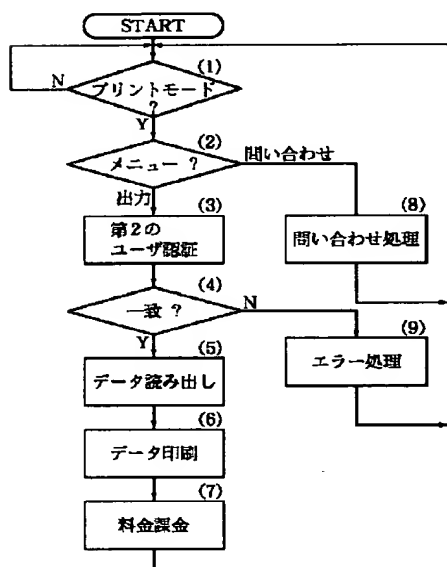 START
(1)
N
プリントモード
?
Y
(2)
メニュー ?
問い合わせ
出力
(3)
第2の
ユーザ認証
(8)
問い合わせ処理
(4)
一致 ?
N
Y
(9)
エラー処理
(5)
データ読み出し
(6)
データ印刷
(7)
料金課金